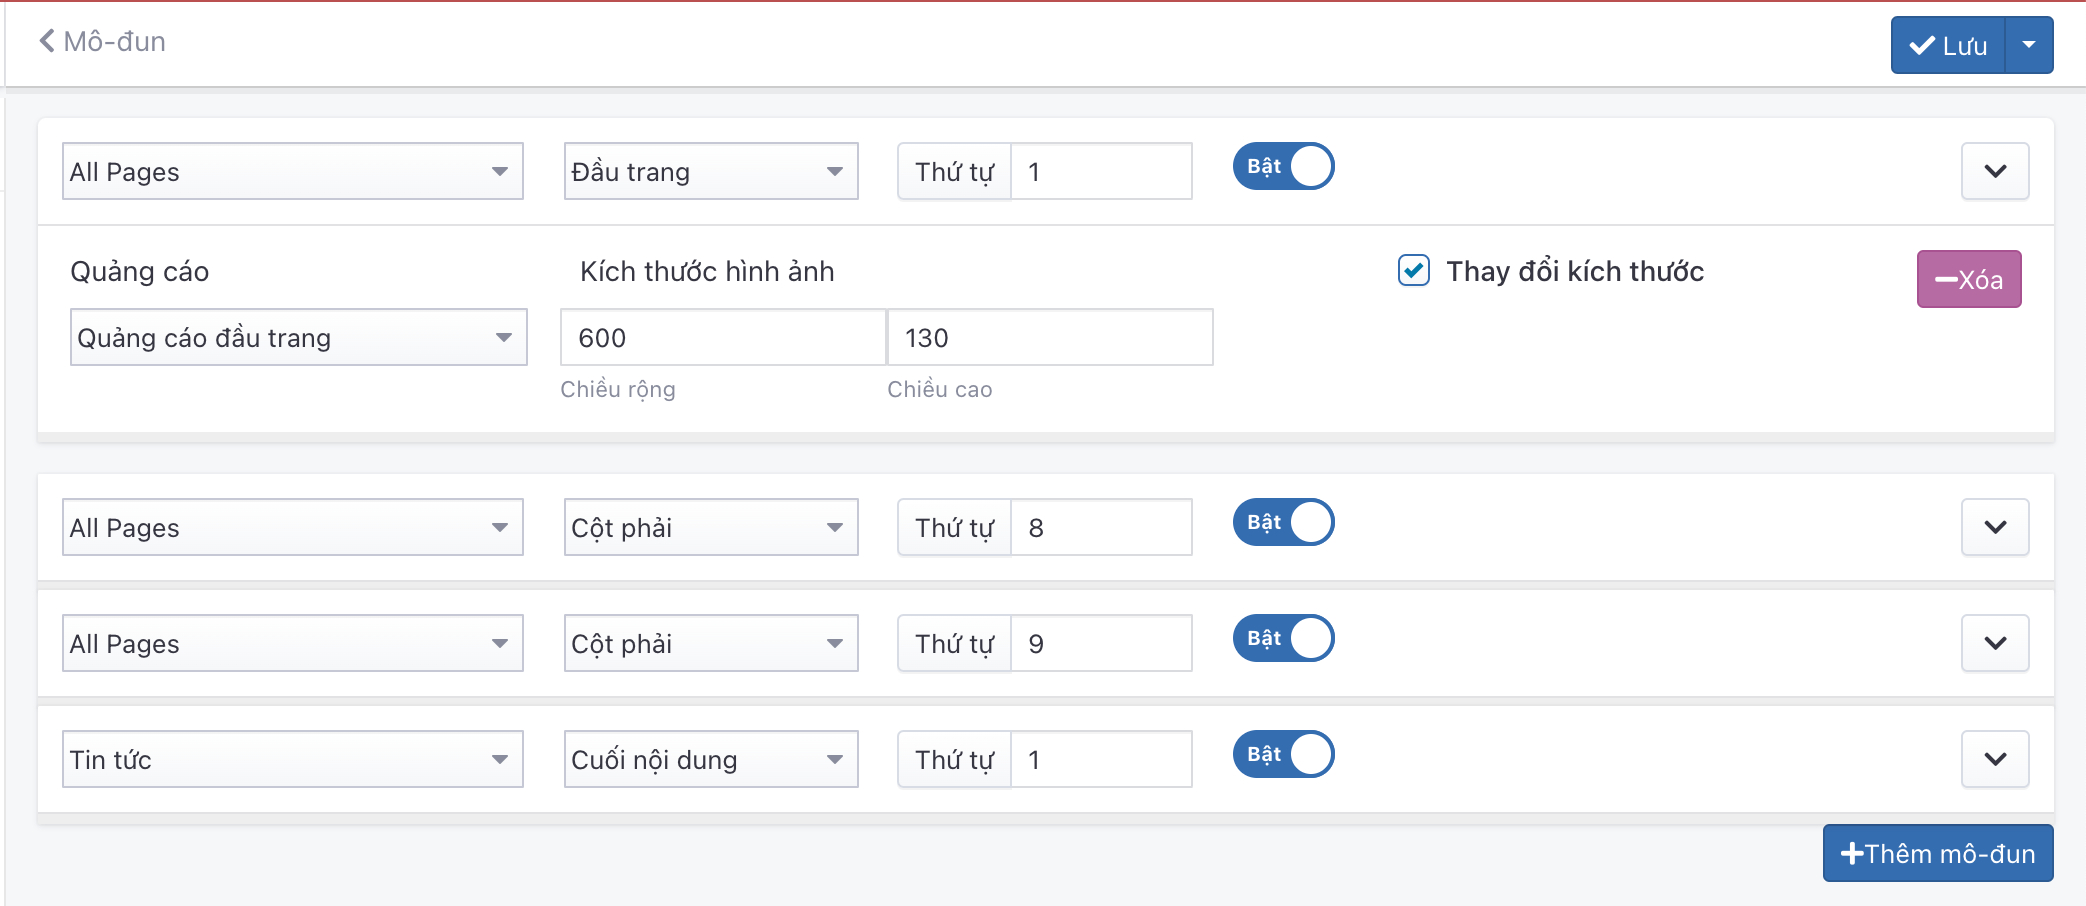 Mô-đun
Lưu
All Pages Đầu trang Thứ tự 1 Bật
Quảng cáo Kích thước hình ảnh Thay đổi kích thước Xóa
Quảng cáo đầu trang 600 130
Chiều rộng Chiều cao
All Pages Cột phải Thứ tự 8 Bật
All Pages Cột phải Thứ tự 9 Bật
Tin tức Cuối nội dung Thứ tự 1 Bật
Thêm mô-đun